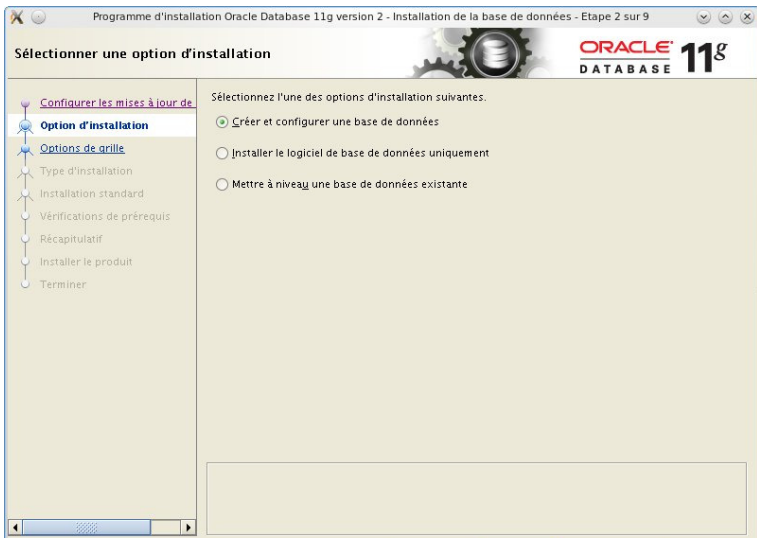 Programme d'installation Oracle Database 11g version 2 - Installation de la base de données - Etape 2 sur 9
Sélectionner une option d'installation
ORACLE
DATABASE
11g
Configurer les mises à jour de
Option d'installation
Options de grille
Type d'installation
Installation standard
Vérifications de prérequis
Récapitulatif
Installer le produit
Terminer
Sélectionnez l'une des options d'installation suivantes.
Créer et configurer une base de données
Installer le logiciel de base de données uniquement
Mettre à niveau une base de données existante